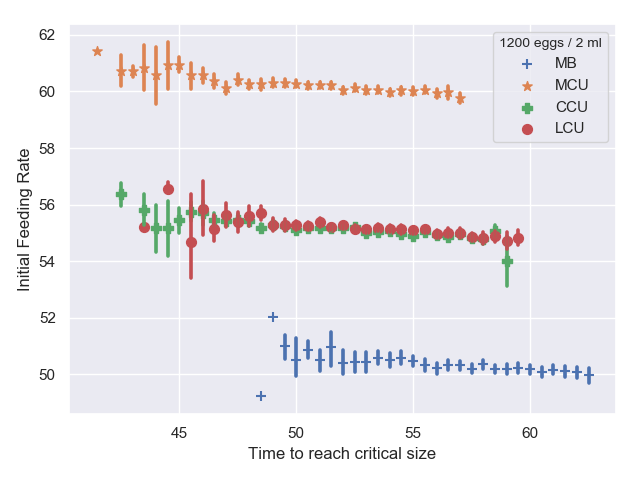 1200 eggs / 2 ml
MB
MCU
CCU
LCU
62
60
58
56
54
52
50
Initial Feeding Rate
45
50
55
60
Time to reach critical size